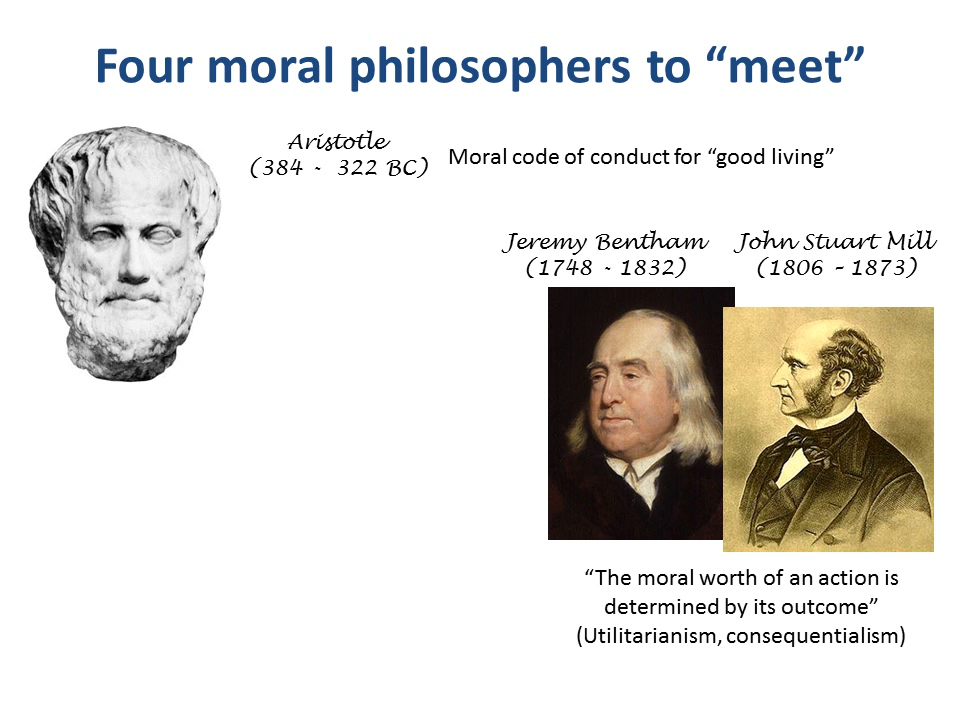 Four moral philosophers to “meet”
Aristotle
(384 - 322 BC)
Moral code of conduct for “good living”
Jeremy Bentham
(1748 - 1832)
John Stuart Mill
(1806 – 1873)
“The moral worth of an action is
determined by its outcome”
(Utilitarianism, consequentialism)